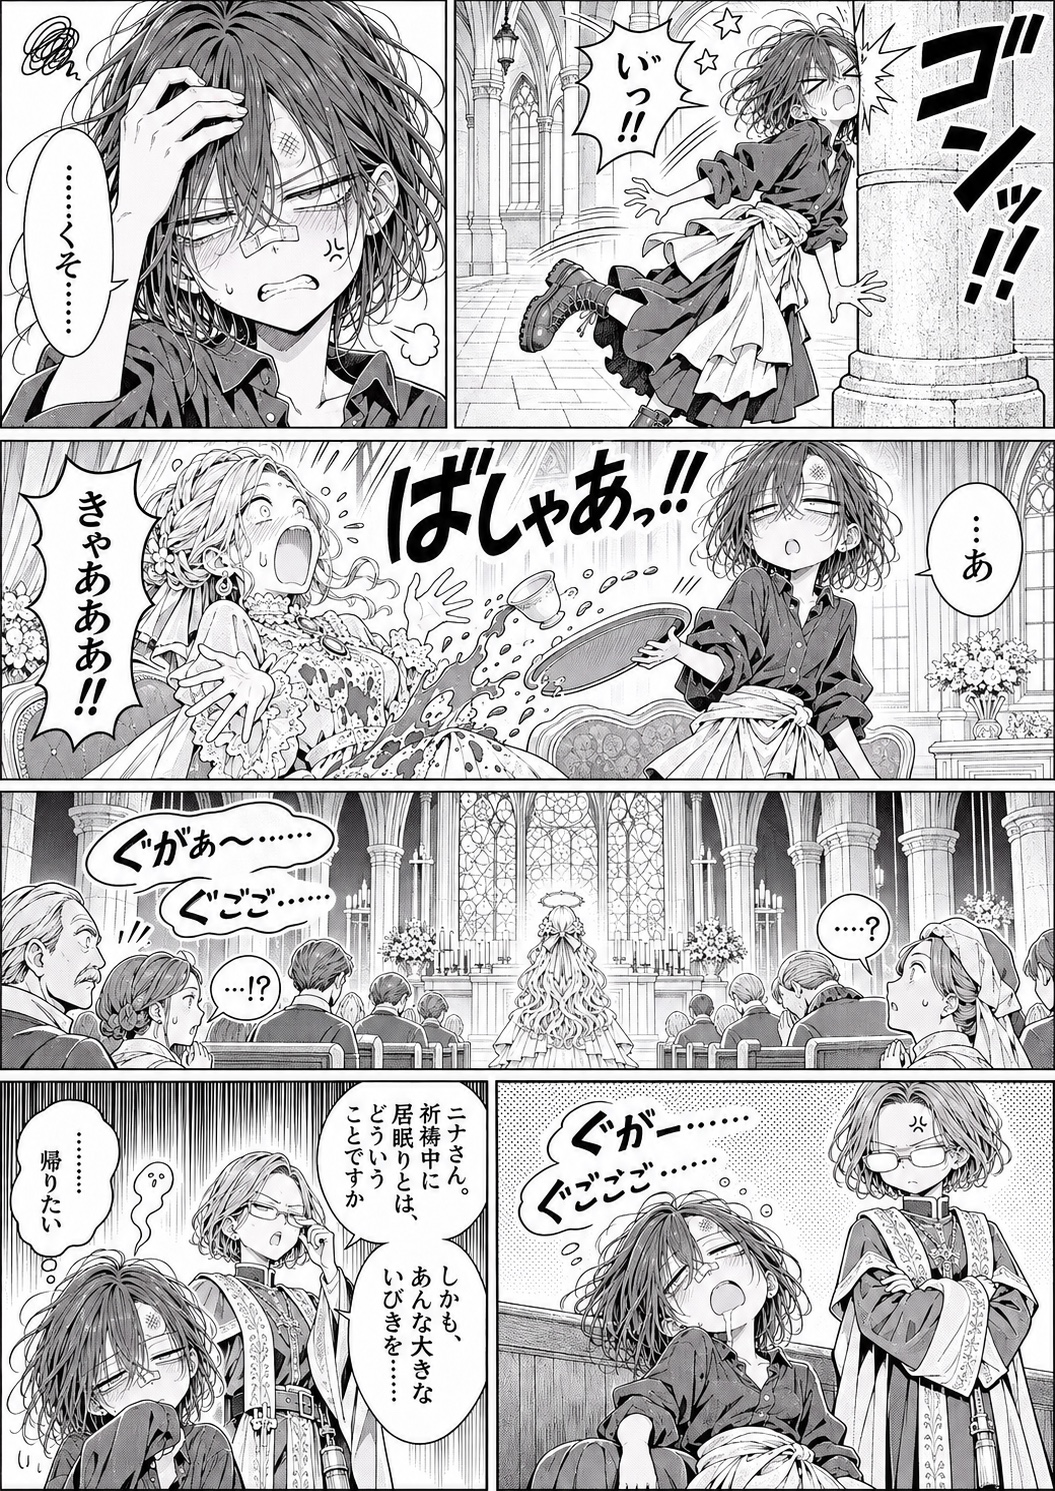 ゴンッ!!
い゛っ!!
……くそ……
…あ
ばしゃあっ!!
きゃああああ!!
….?
ぐがぁ〜……
ぐごご……
…!?
ぐがー……
ぐごごご……
ニナさん。
祈祷中に
居眠りとは、
どういう
ことですか
しかも、
あんな大きな
いびきを……
………
帰りたい